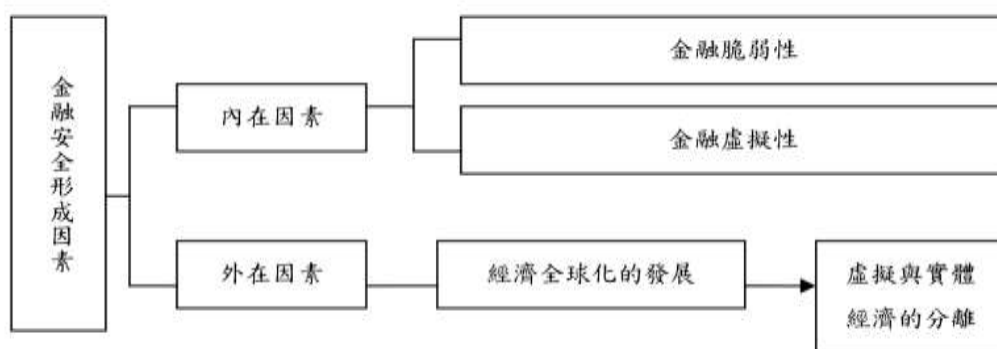 金融安全形成因素
內在因素
金融脆弱性
金融虛擬性
外在因素
經濟全球化的發展
虛擬與實體
經濟的分離